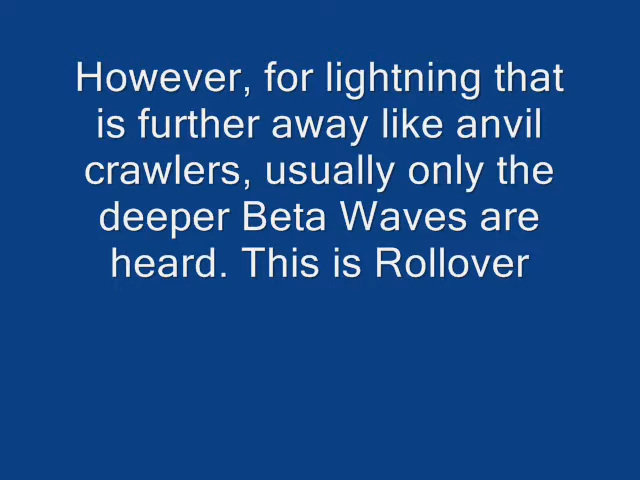 However, for lightning that
is further away like anvil
crawlers, usually only the
deeper Beta Waves are
heard. This is Rollover